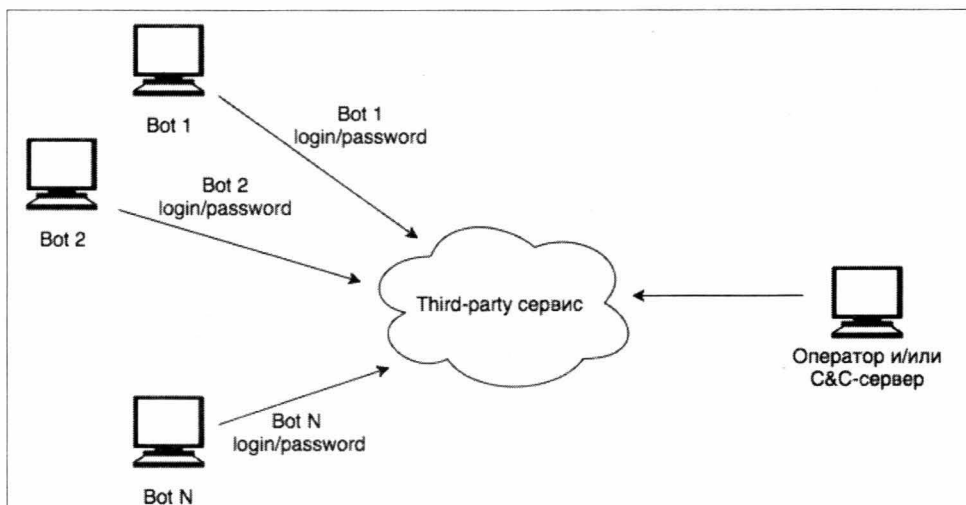 Bot 1
Bot 1
login/password
Bot 2
Bot 2
login/password
Third-party сервис
Оператор и/или
C&C-сервер
Bot N
login/password
Bot N